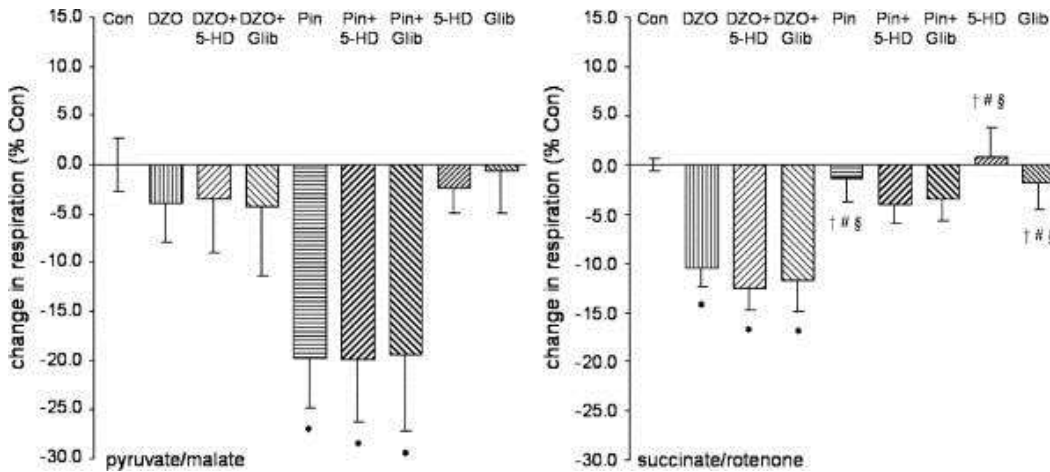 change in respiration (% Con)
15.0
10.0
5.0
0.0
-5.0
-10.0
-15.0
-20.0
-25.0
-30.0
Con DZO DZO+ DZO+ Pin Pin+ Pin+ 5-HD Glib
5-HD Glib 5-HD Glib
pyruvate/malate
change in respiration (% Con)
15.0
10.0
5.0
0.0
-5.0
-10.0
-15.0
-20.0
-25.0
-30.0
Con DZO DZO+ DZO+ Pin Pin+ Pin+ 5-HD Glib
5-HD Glib 5-HD Glib
† # §
† # §
† # §
succinate/rotenone